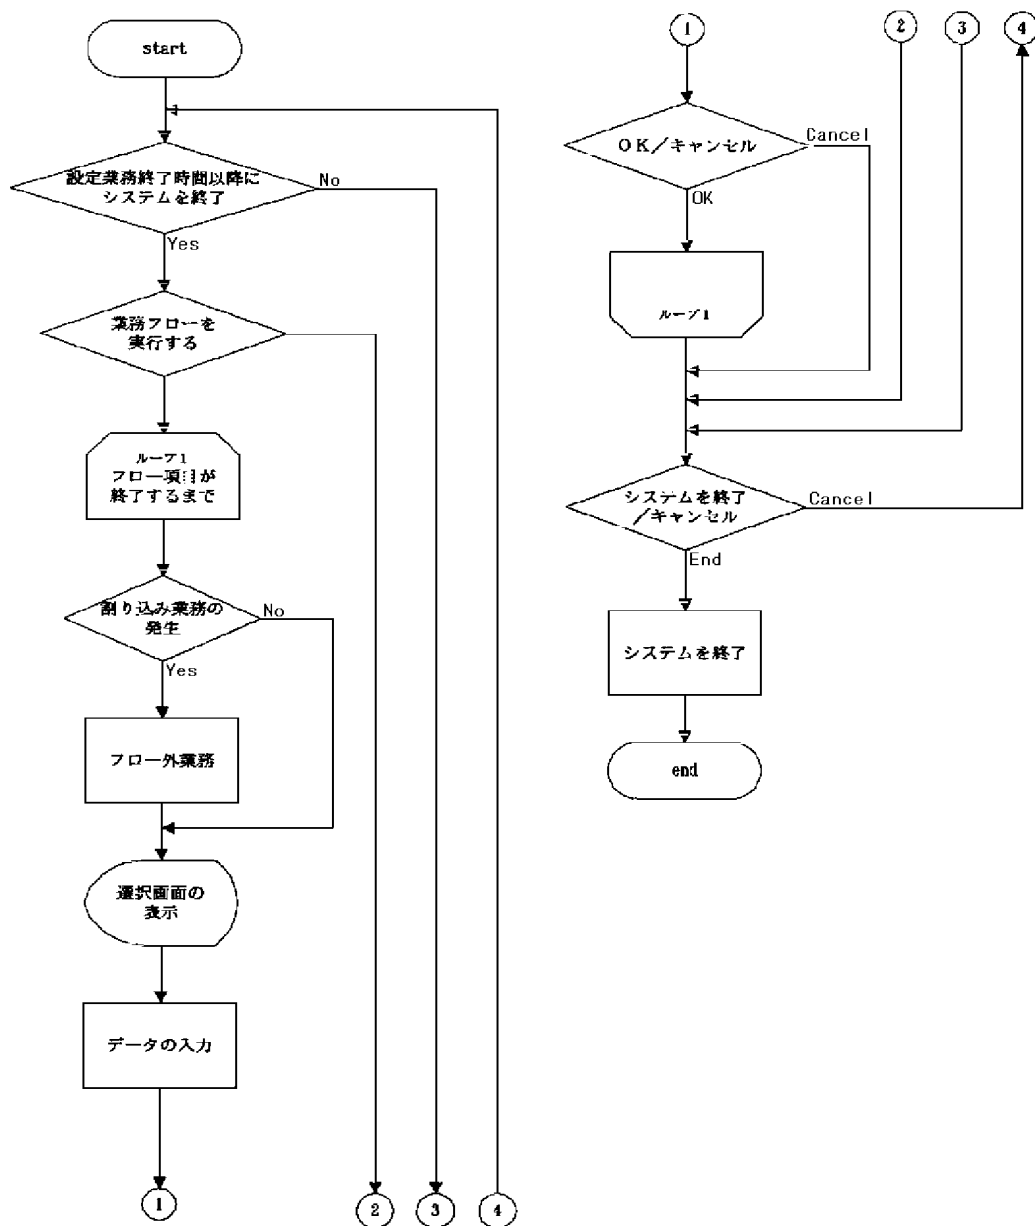 start
設定業務終了時間以降に
システムを終了
No
Yes
業務フローを
実行する
ループ1
フロー項目が
終了するまで
割り込み業務の
発生
No
Yes
フロー外業務
選択画面の
表示
データの入力
1
2
3
4
1
2
3
4
OK/キャンセル
Cancel
OK
ループ1
システムを終了
/キャンセル
Cancel
End
システムを終了
end